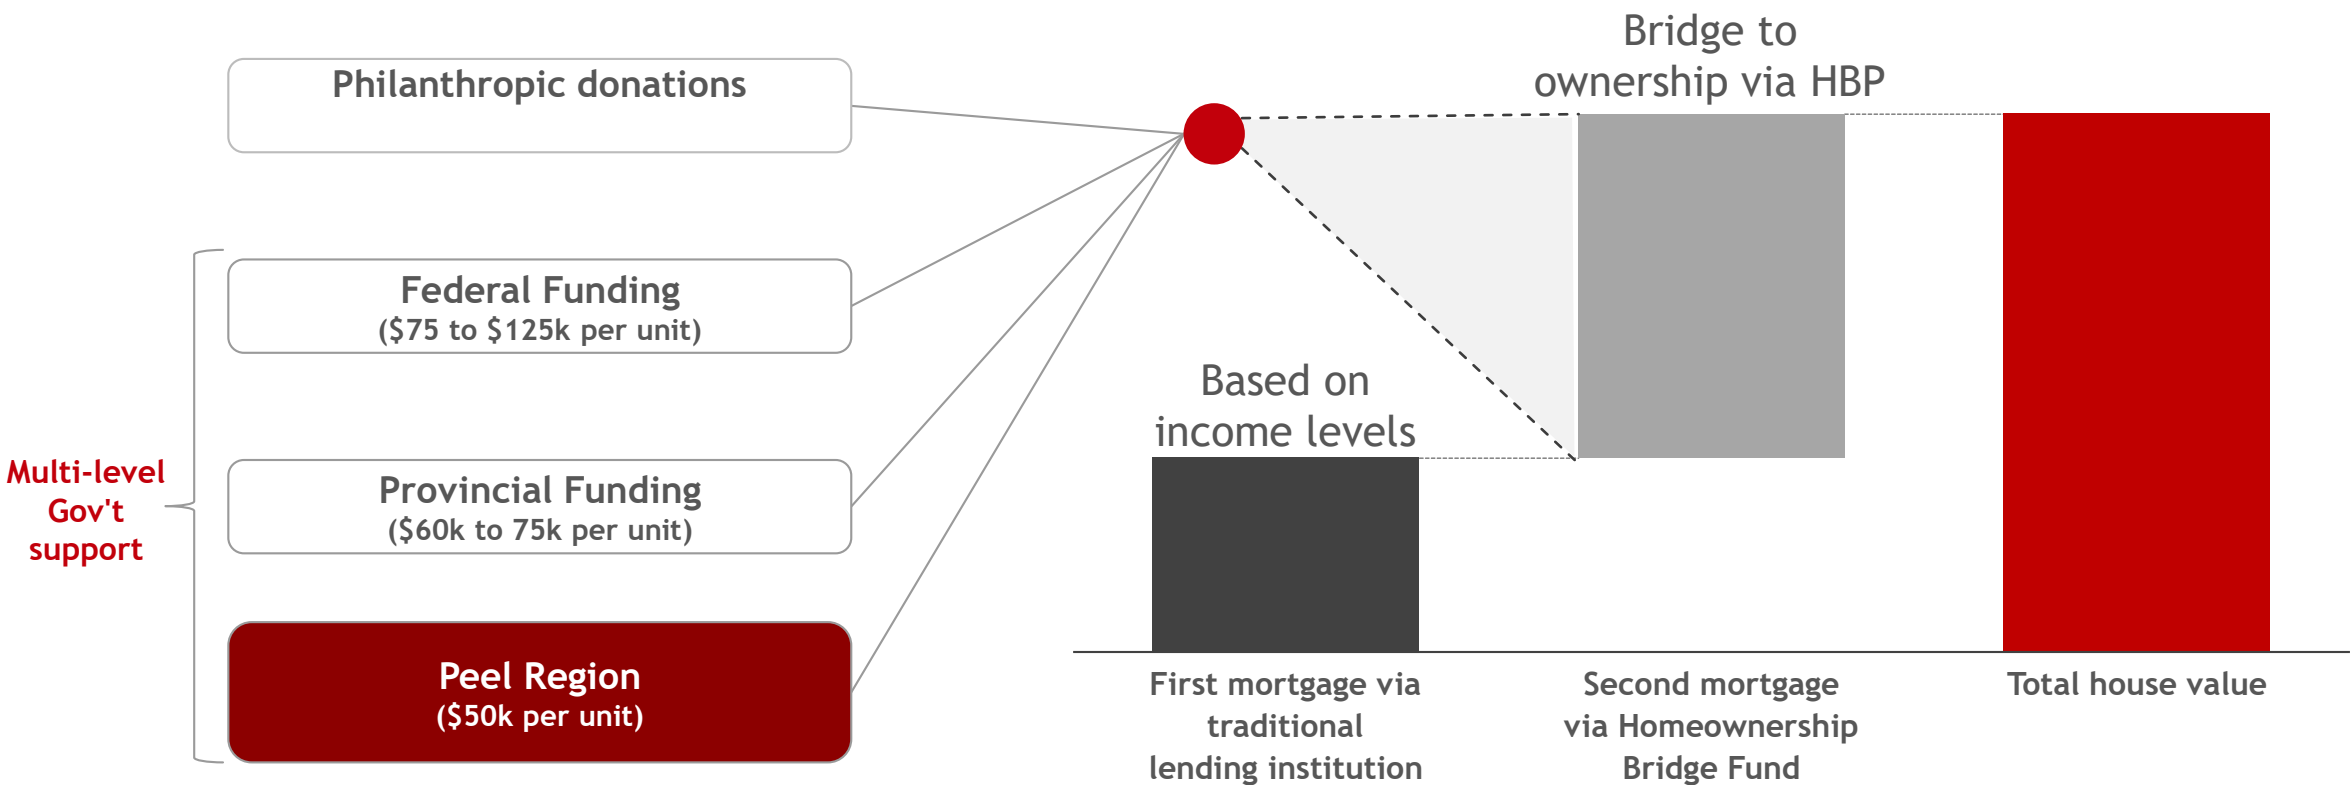 Philanthropic donations
Federal Funding
($75 to $125k per unit)
Provincial Funding
($60k to 75k per unit)
Peel Region
($50k per unit)
Multi-level
Gov't
support
Bridge to
ownership via HBP
Based on
income levels
First mortgage via
traditional
lending institution
Second mortgage
via Homeownership
Bridge Fund
Total house value